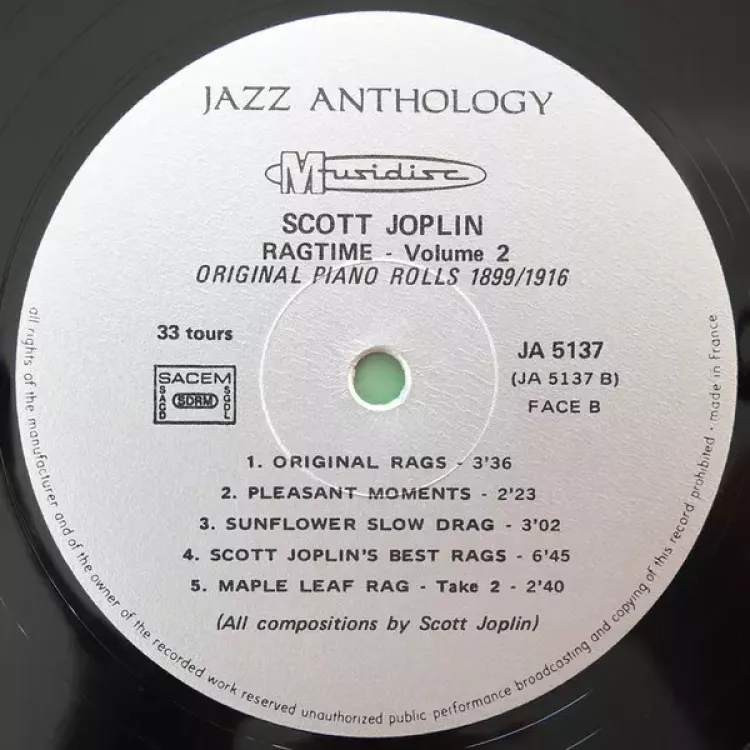 JAZZ ANTHOLOGY
Musidisc
SCOTT JOPLIN
RAGTIME - Volume 2
ORIGINAL PIANO ROLLS 1899/1916
33 tours
JA 5137
(JA 5137 B)
FACE B
SACEM
SACD
SDRM
SGDL
1. ORIGINAL RAGS - 3'36
2. PLEASANT MOMENTS - 2'23
3. SUNFLOWER SLOW DRAG - 3'02
4. SCOTT JOPLIN'S BEST RAGS - 6'45
5. MAPLE LEAF RAG - Take 2 - 2'40
(All compositions by Scott Joplin)
all rights of the manufacturer and of the owner of the recorded work reserved unauthorized public performance broadcasting and copying of this record prohibited · made in France